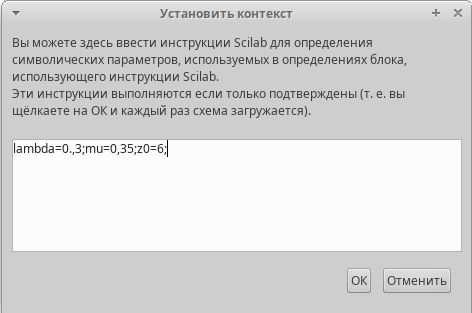 Установить контекст
Вы можете здесь ввести инструкции Scilab для определения
символических параметров, используемых в определениях блока,
использующего инструкции Scilab.
Эти инструкции выполняются если только подтверждены (т. е. вы
щёлкаете на ОК и каждый раз схема загружается).
lambda=0.,3;mu=0,35;z0=6;
ОК
Отменить